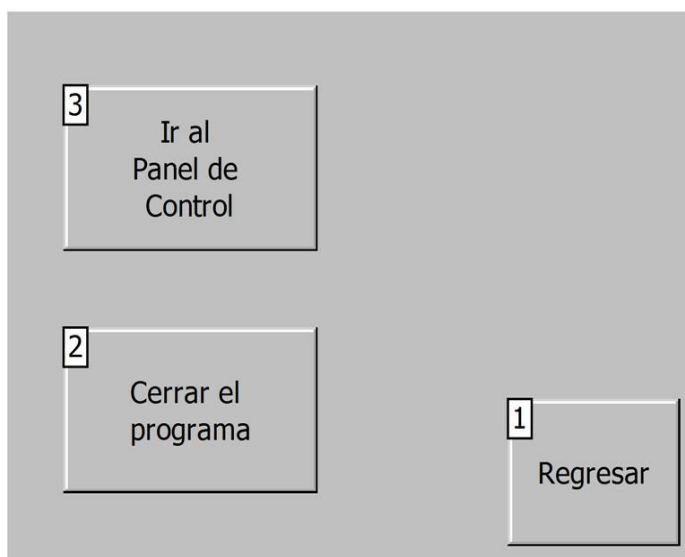 3
Ir al
Panel de
Control
2
Cerrar el
programa
1
Regresar